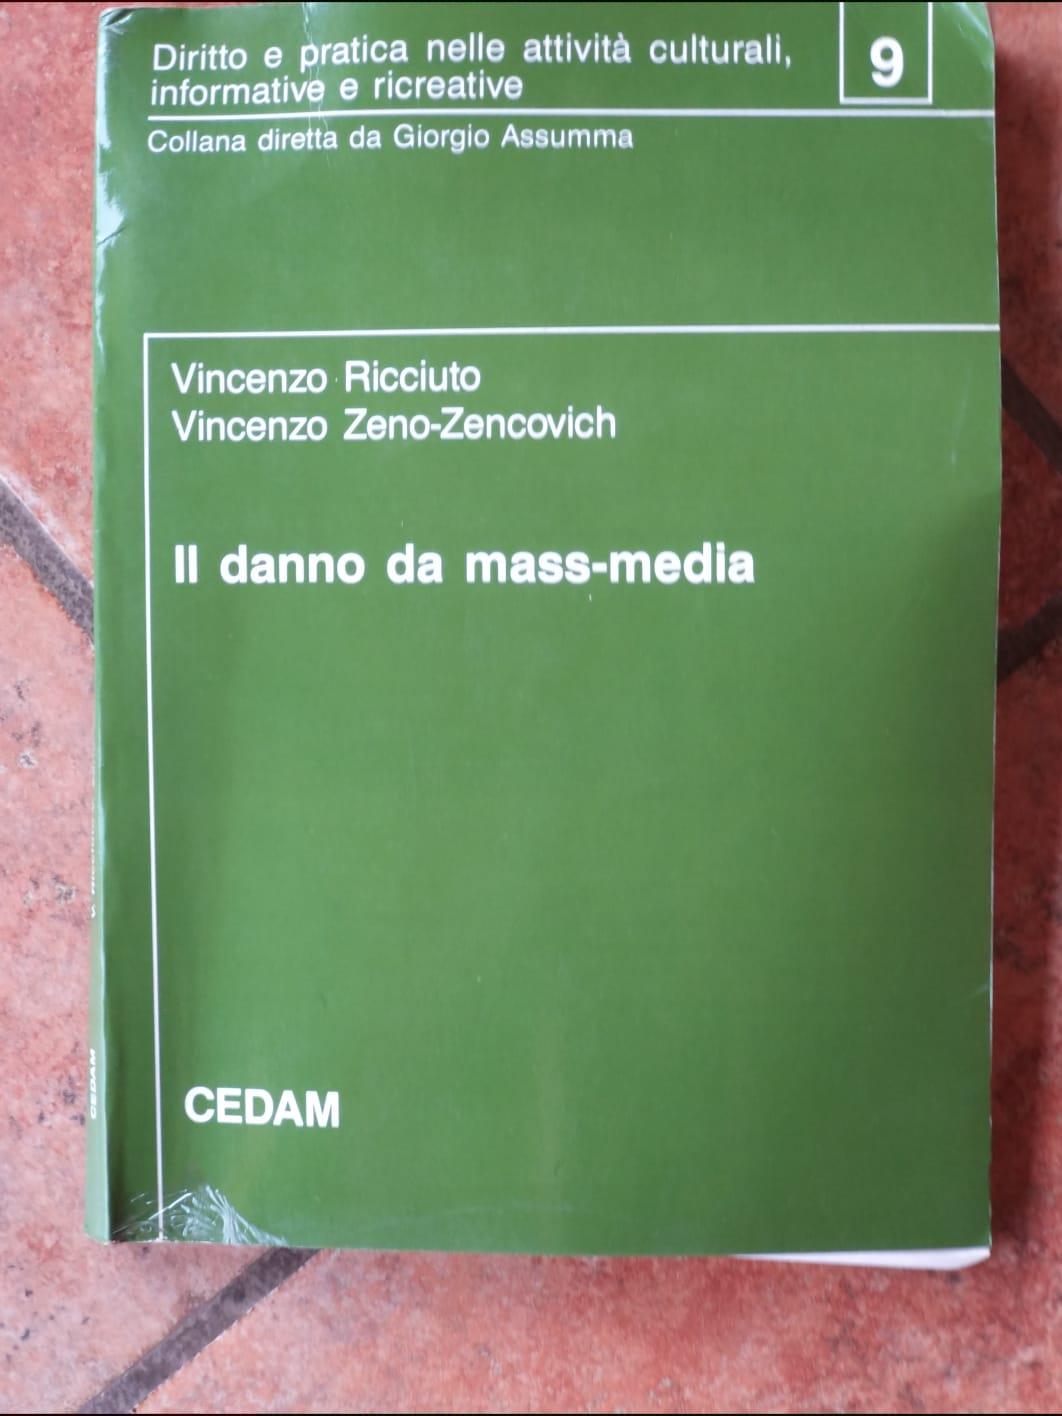 Diritto e pratica nelle attività culturali,
informative e ricreative
9
Collana diretta da Giorgio Assumma
Vincenzo Ricciuto
Vincenzo Zeno-Zencovich
Il danno da mass-media
CEDAM
CEDAM